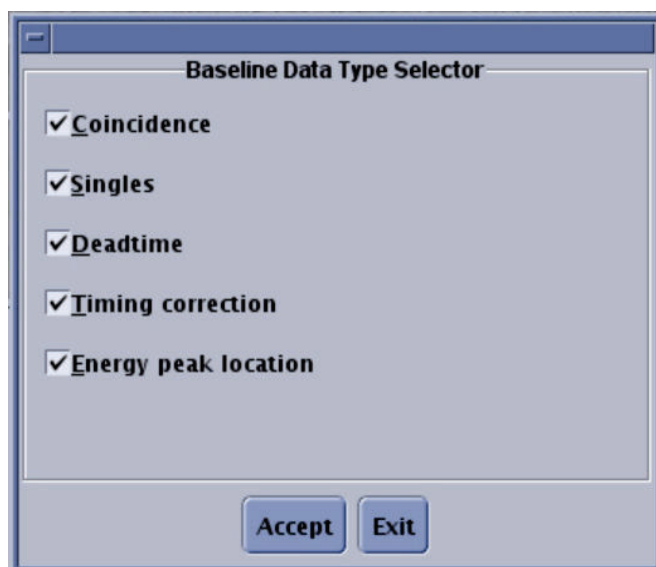 Baseline Data Type Selector
Coincidence
Singles
Deadtime
Timing correction
Energy peak location
Accept Exit